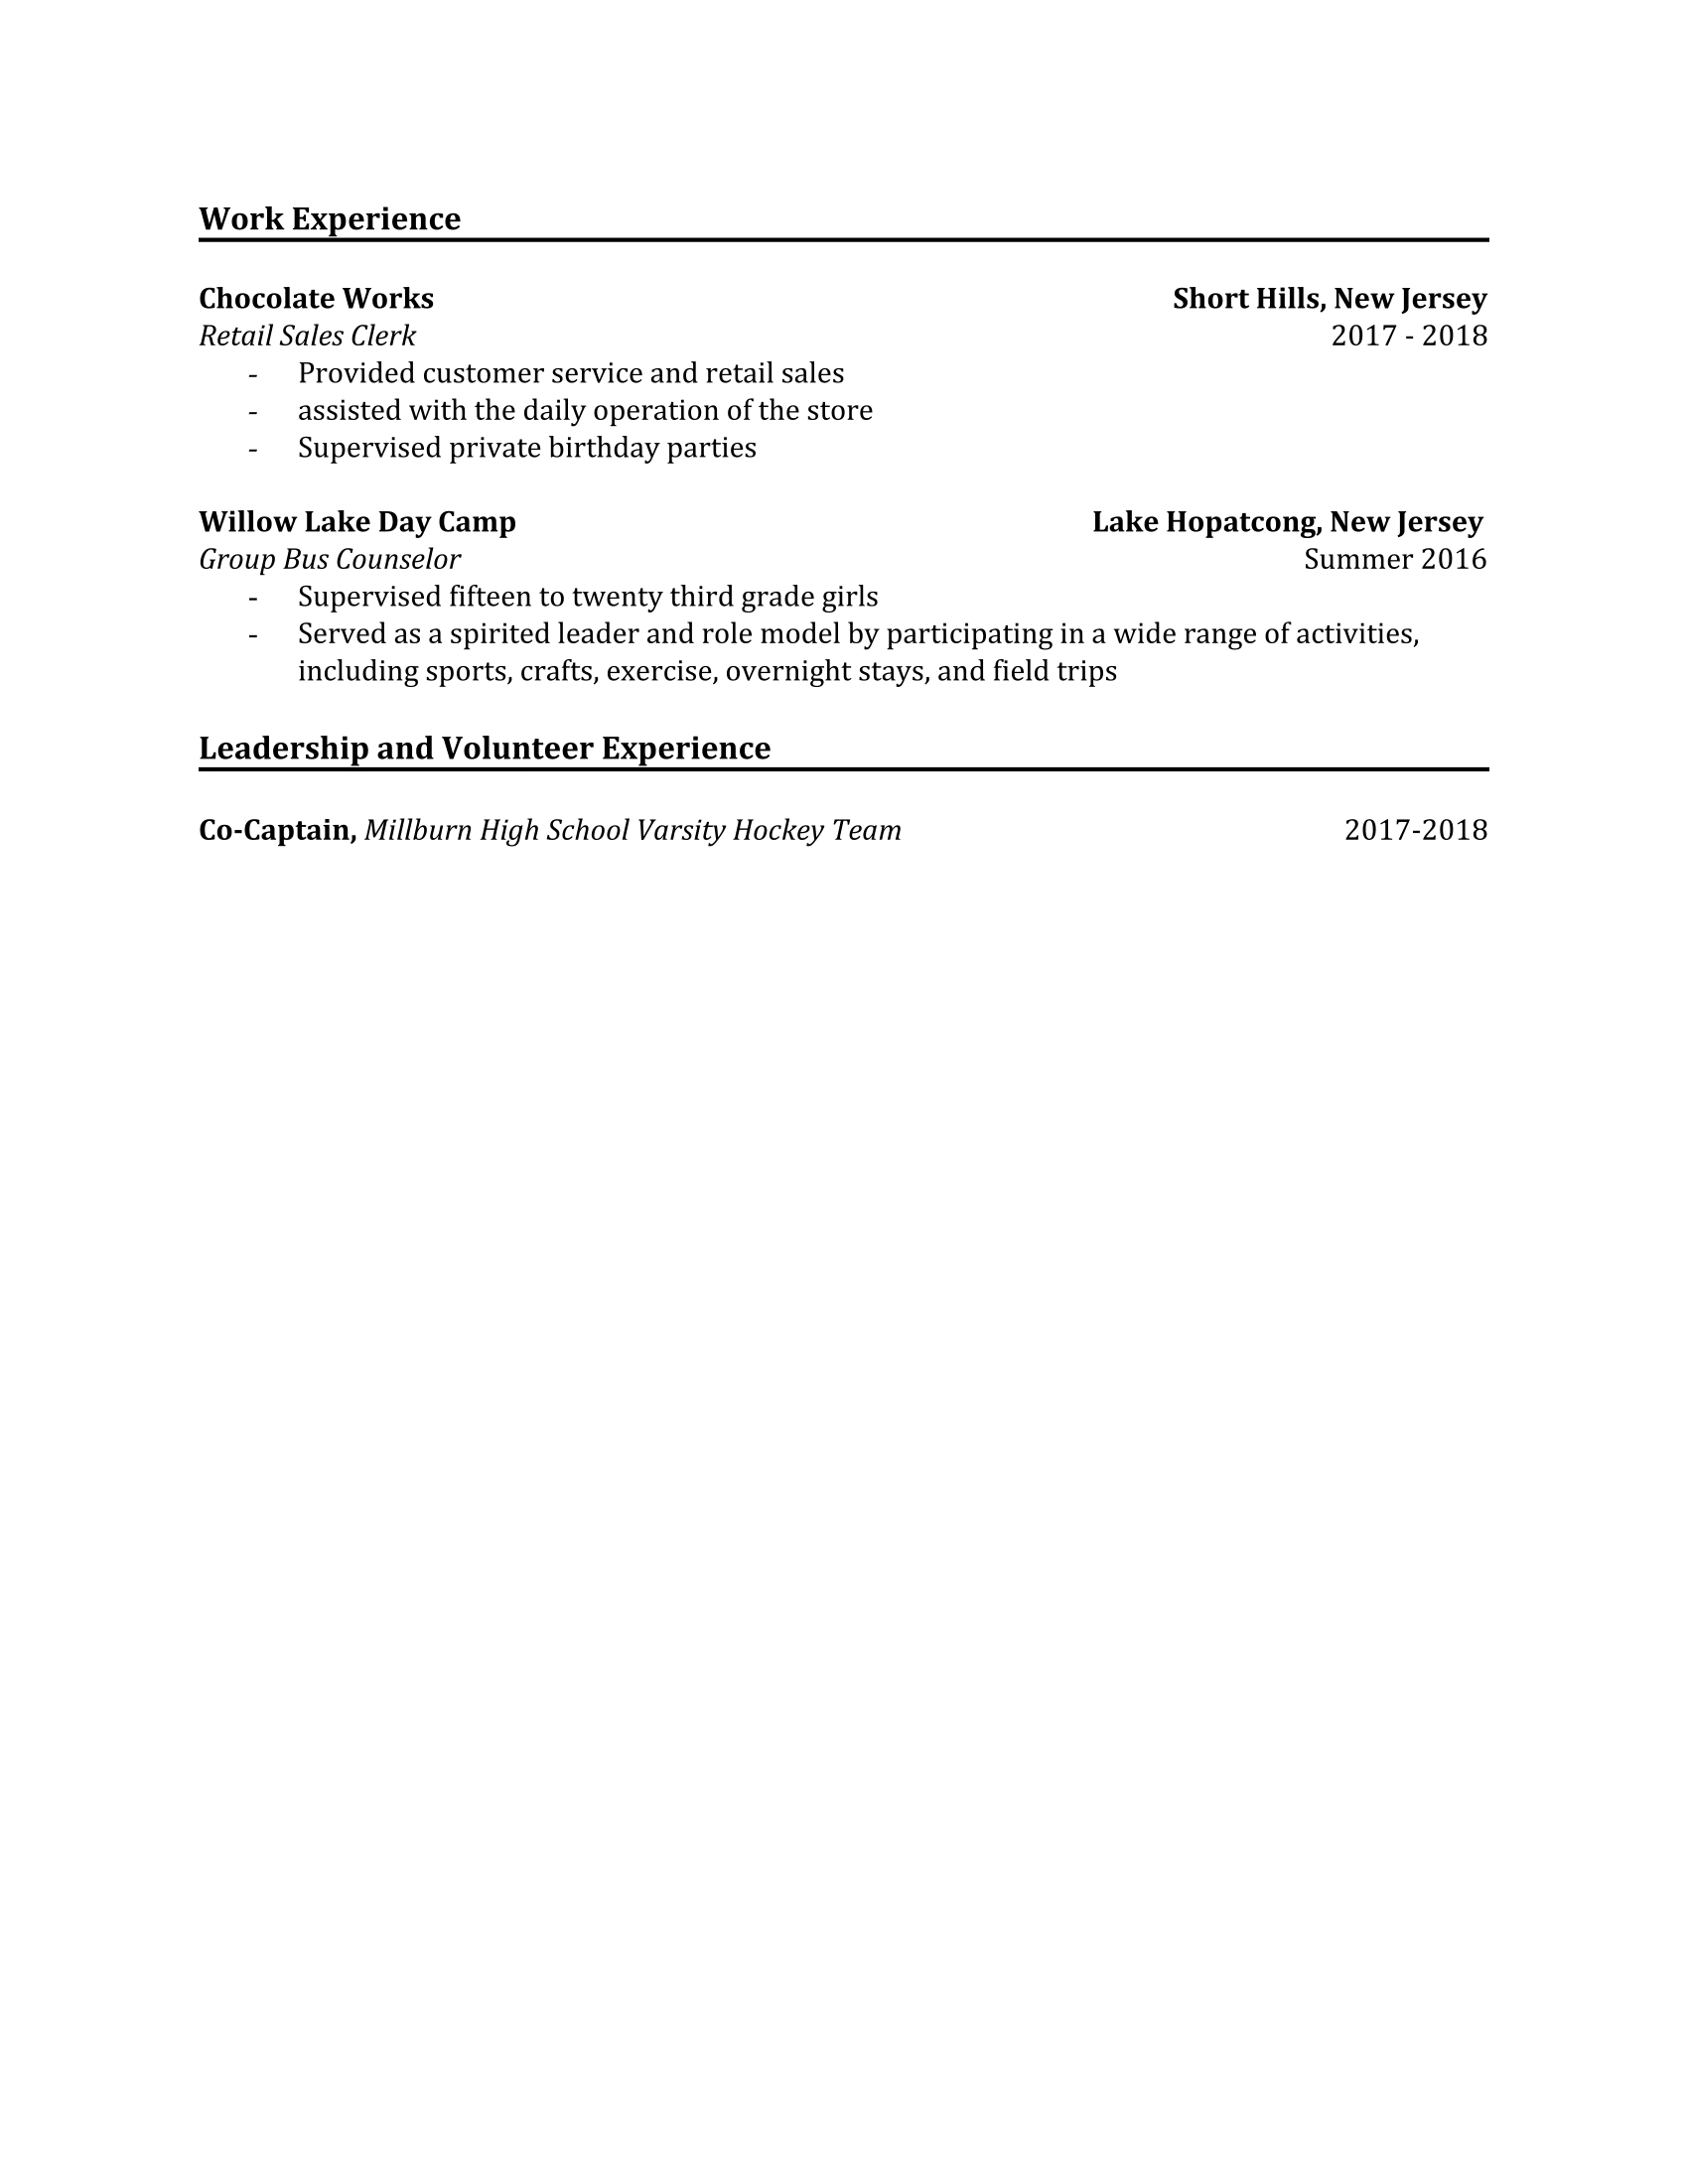 Work Experience
Chocolate Works Short Hills, New Jersey
Retail Sales Clerk 2017 - 2018
- Provided customer service and retail sales
- assisted with the daily operation of the store
- Supervised private birthday parties
Willow Lake Day Camp Lake Hopatcong, New Jersey
Group Bus Counselor Summer 2016
- Supervised fifteen to twenty third grade girls
- Served as a spirited leader and role model by participating in a wide range of activities,
including sports, crafts, exercise, overnight stays, and field trips
Leadership and Volunteer Experience
Co-Captain, Millburn High School Varsity Hockey Team 2017-2018